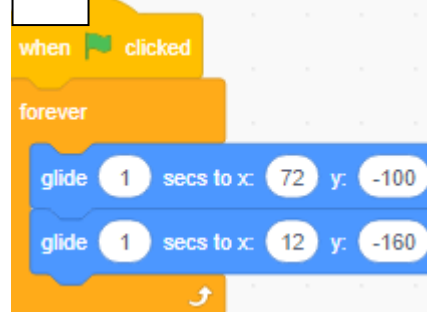 when clicked
forever
glide 1 secs to x: 72 y: -100
glide 1 secs to x: 12 y: -160